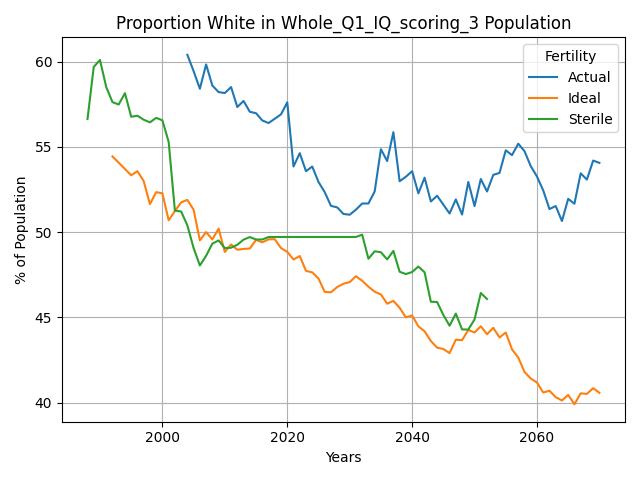 Proportion White in Whole_Q1_IQ_scoring_3 Population
Fertility
Actual
Ideal
Sterile
% of Population
60
55
50
45
40
2000
2020
2040
2060
Years